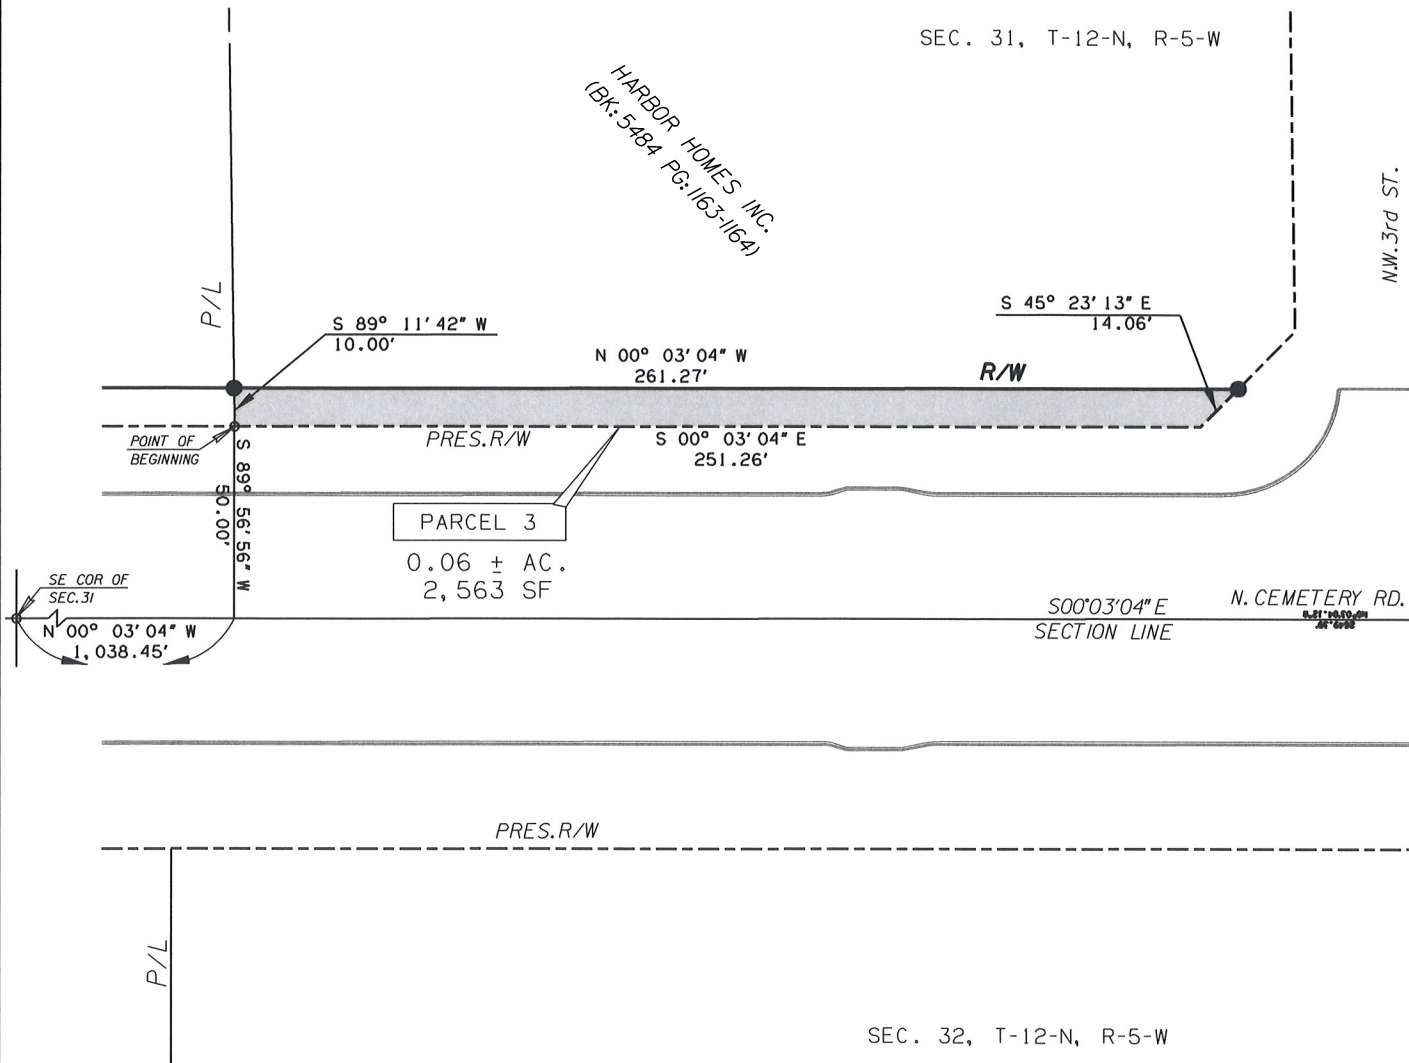 SEC. 31, T-12-N, R-5-W
HARBOR HOMES INC.
(BK: 5484 PG: 1163-1164)
N.W. 3rd ST.
P/L
S 89° 11' 42" W
10.00'
S 45° 23' 13" E
14.06'
N 00° 03' 04" W
261.27'
R/W
POINT OF
BEGINNING
PRES. R/W
S 00° 03' 04" E
251.26'
S 89° 56' 56" W
50.00'
PARCEL 3
0.06 ± AC.
2,563 SF
SE COR OF
SEC. 31
N 00° 03' 04" W
1,038.45'
S00°03'04" E
SECTION LINE
N. CEMETERY RD.
PRES. R/W
P/L
SEC. 32, T-12-N, R-5-W